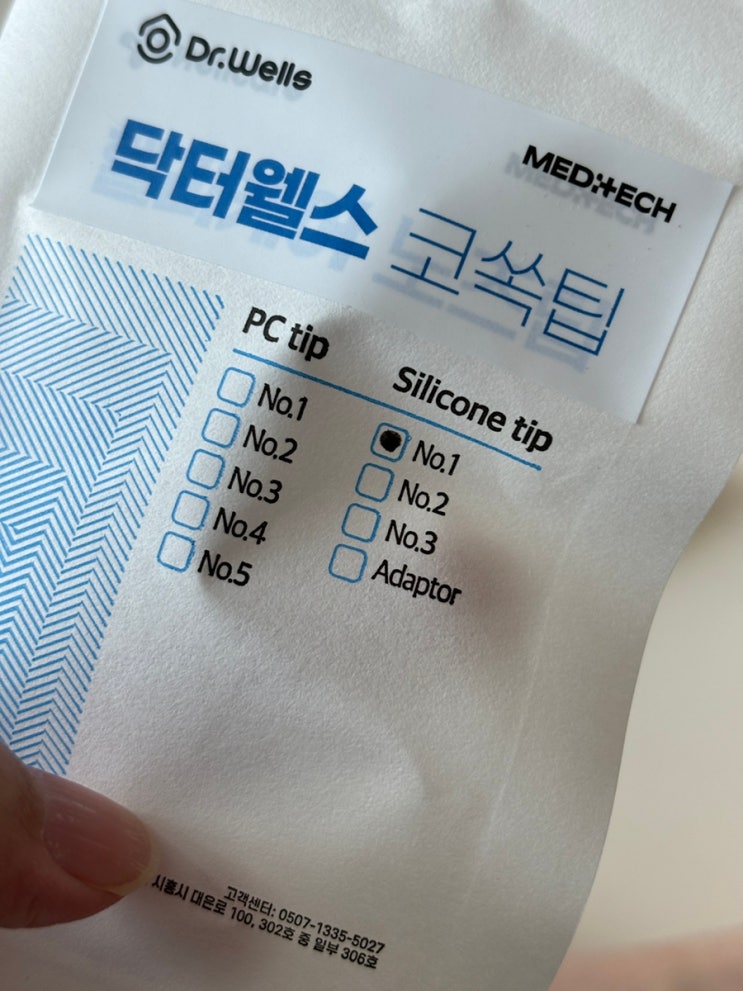 Dr.Wells
MED:+ECH
닥터웰스 코쏙팁
PC tip
No.1
No.2
No.3
No.4
No.5
Silicone tip
No.1
No.2
No.3
Adaptor
고객센터: 0507-1335-5027
시흥시 대은로 100, 302호 중 일부 306호